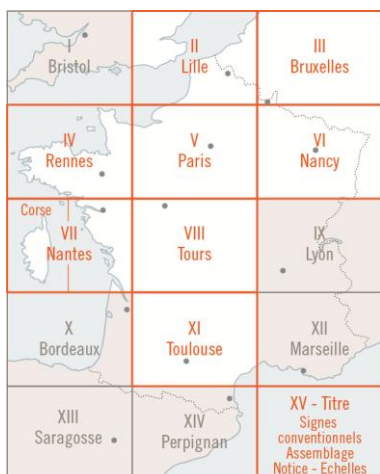 I
Bristol
II
Lille
III
Bruxelles
IV
Rennes
V
Paris
VI
Nancy
Corse
VII
Nantes
VIII
Tours
IX
Lyon
X
Bordeaux
XI
Toulouse
XII
Marseille
XIII
Saragosse
XIV
Perpignan
XV - Titre
Signes
conventionnels
Assemblage
Notice - Echelles